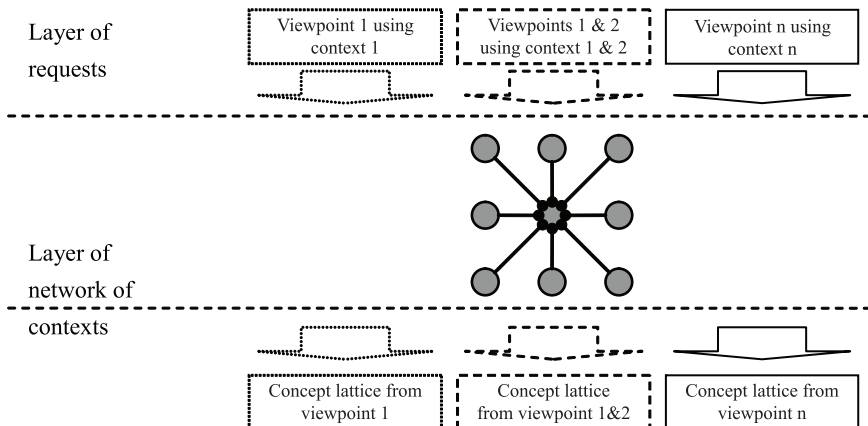 Layer of
requests
Viewpoint 1 using
context 1
Viewpoints 1 & 2
using context 1 & 2
Viewpoint n using
context n
Layer of
network of
contexts
Concept lattice from
viewpoint 1
Concept lattice
from viewpoint 1&2
Concept lattice from
viewpoint n